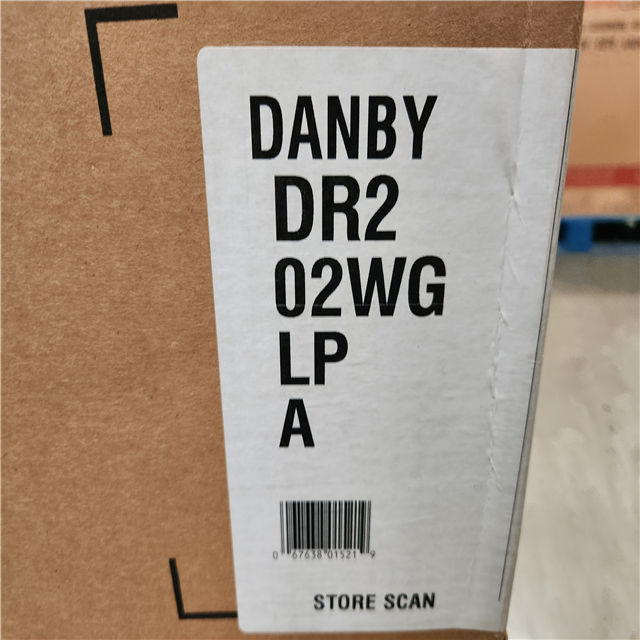 DANBY
DR2
02WG
LP
A
0 67638 01521 9
STORE SCAN